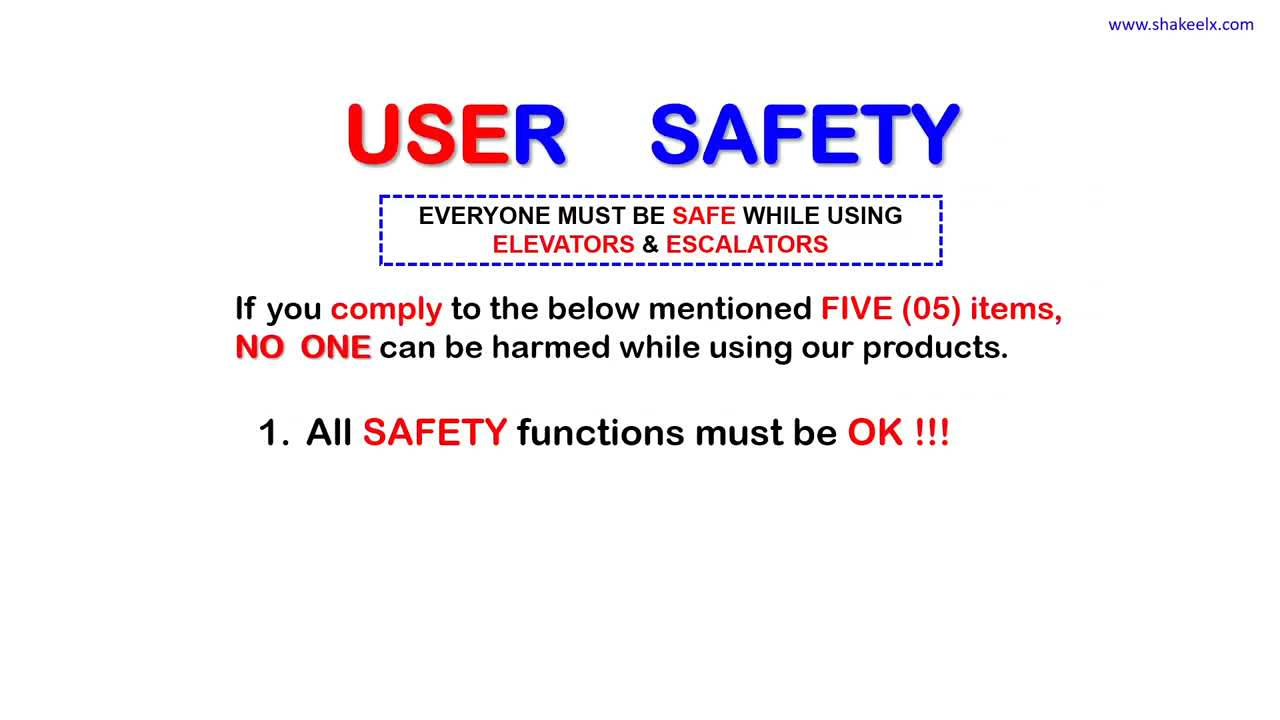 www.shakeelx.com
USER SAFETY
EVERYONE MUST BE SAFE WHILE USING
ELEVATORS & ESCALATORS
If you comply to the below mentioned FIVE (05) items,
NO ONE can be harmed while using our products.
1. All SAFETY functions must be OK !!!